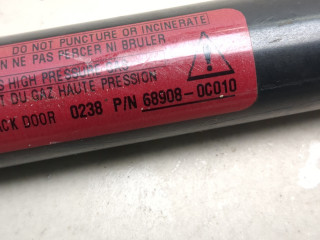 DO NOT PUNCTURE OR INCINERATE!
NE PAS PERCER NI BRULER
HIGH PRESSURE GAS
DU GAZ HAUTE PRESSION
DOOR 0238 P/N 68908-0C010